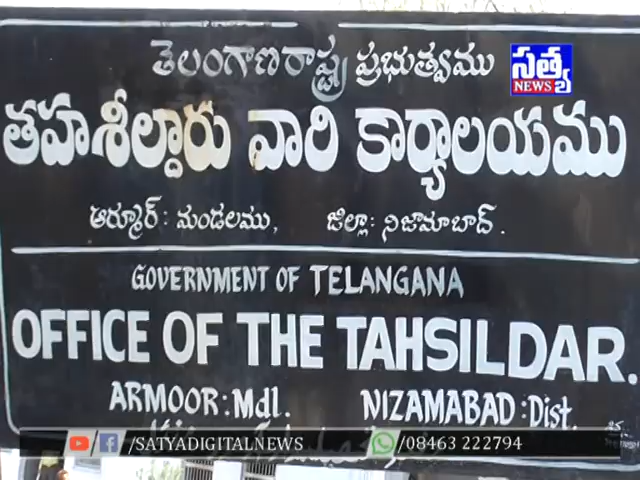 తెలంగాణ రాష్ట్ర ప్రభుత్వము
సత్య
NEWS
తహశీల్దారు వారి కార్యాలయము
ఆర్మూర్: మండలము, జిల్లా: నిజామాబాద్.
GOVERNMENT OF TELANGANA
OFFICE OF THE TAHSILDAR.
ARMOOR: Mdl. NIZAMABAD: Dist.
/SATYADIGITALNEWS /08463 222794